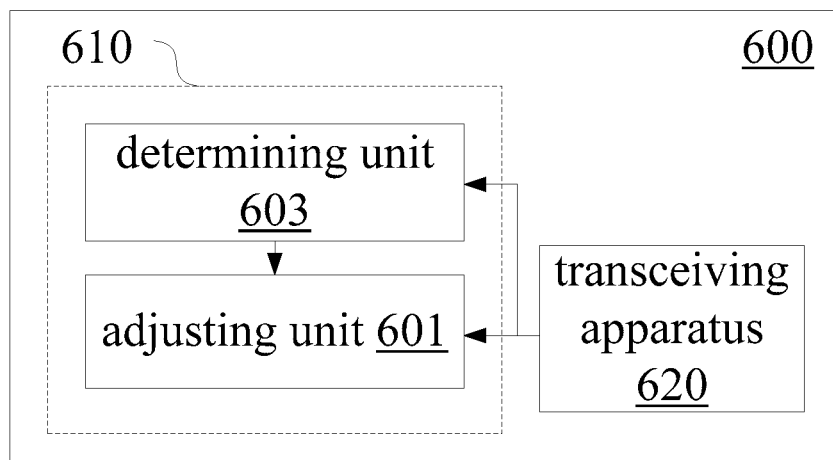 610
600
determining unit
603
adjusting unit 601
transceiving
apparatus
620